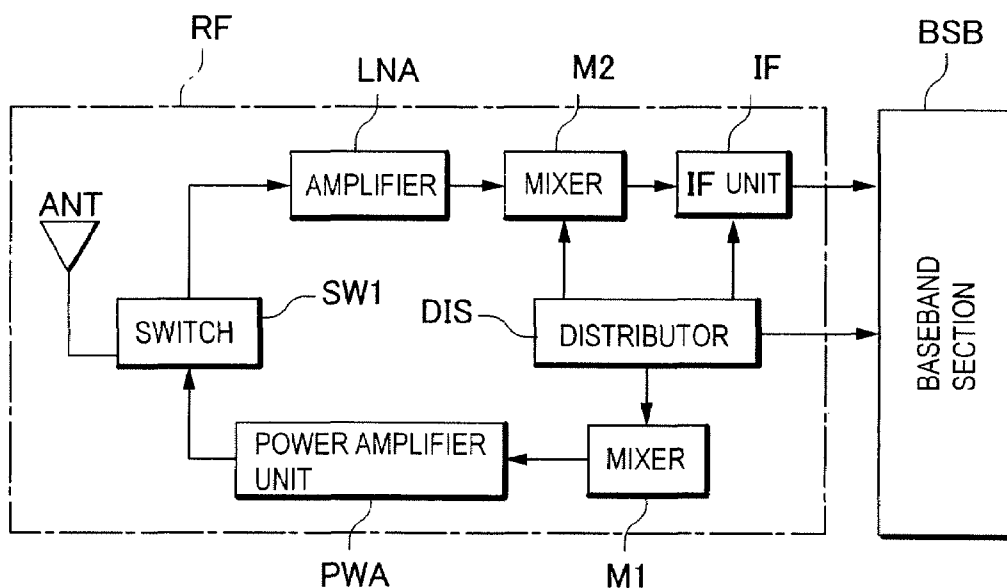 RF
BSB
LNA
M2
IF
AMPLIFIER
MIXER
IF UNIT
ANT
SW1
SWITCH
DIS
DISTRIBUTOR
BASEBAND
SECTION
POWER AMPLIFIER
UNIT
MIXER
PWA
M1